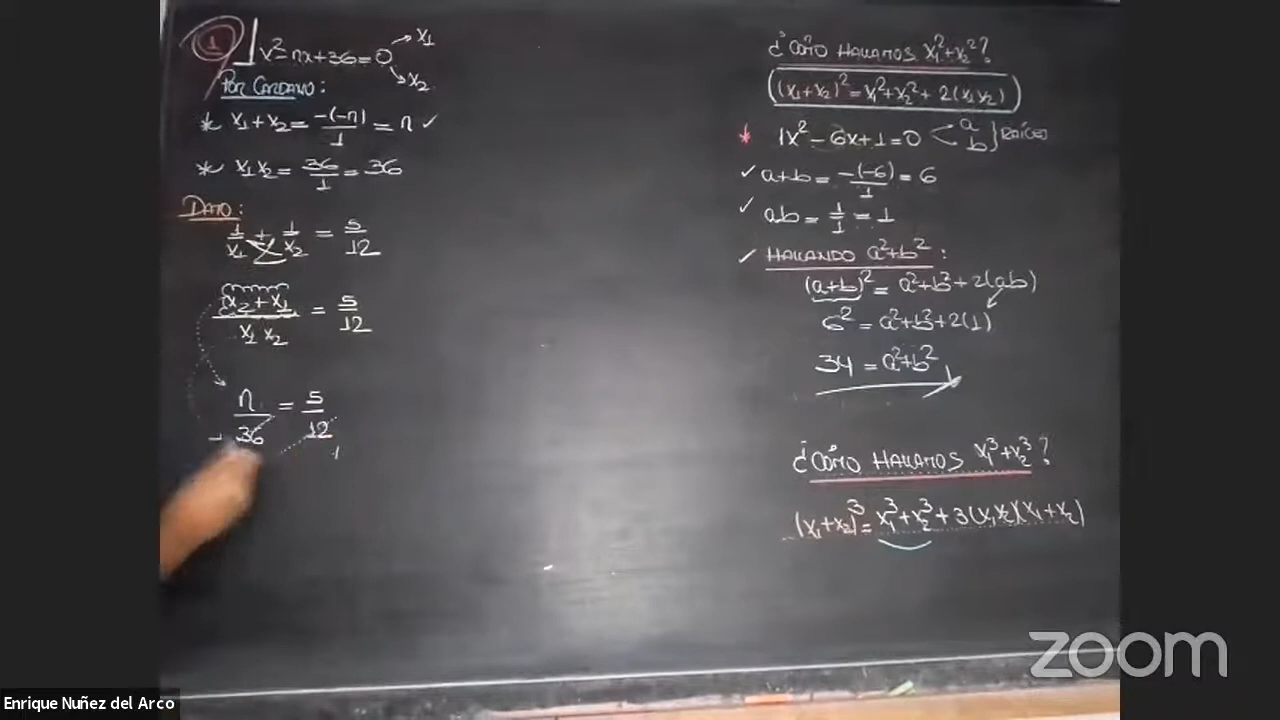 1 x²-nx+36=0
x₁
x₂
Por Cardano:
* x₁+x₂ = -(-n)/1 = n ✓
* x₁x₂ = 36/1 = 36
Dato:
1/x₁ + 1/x₂ = 5/12
x₂+x₁/x₁x₂ = 5/12
n/36 = 5/12
1
¿CÓMO HALLAMOS x₁²+x₂²?
(x₁+x₂)²=x₁²+x₂²+2(x₁x₂)
* 1x²-6x+1=0 a b } RAÍCES
✓ a+b = -(-6)/1 = 6
✓ ab = 1/1 = 1
✓ HALLANDO a²+b²:
(a+b)² = a²+b²+2(ab)
6² = a²+b²+2(1)
34 = a²+b²
¿CÓMO HALLAMOS x₁³+x₂³?
(x₁+x₂)³ = x₁³+x₂³+3(x₁x₂)(x₁+x₂)
zoom
Enrique Nuñez del Arco